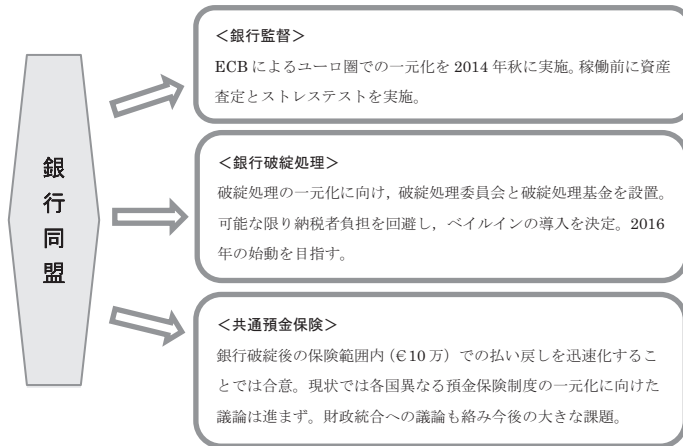 銀行同盟
＜銀行監督＞
ECB によるユーロ圏での一元化を 2014 年秋に実施。稼働前に資産
査定とストレステストを実施。
＜銀行破綻処理＞
破綻処理の一元化に向け，破綻処理委員会と破綻処理基金を設置。
可能な限り納税者負担を回避し，ベイルインの導入を決定。2016
年の始動を目指す。
＜共通預金保険＞
銀行破綻後の保険範囲内（€10 万）での払い戻しを迅速化するこ
とでは合意。現状では各国異なる預金保険制度の一元化に向けた
議論は進まず。財政統合への議論も絡み今後の大きな課題。